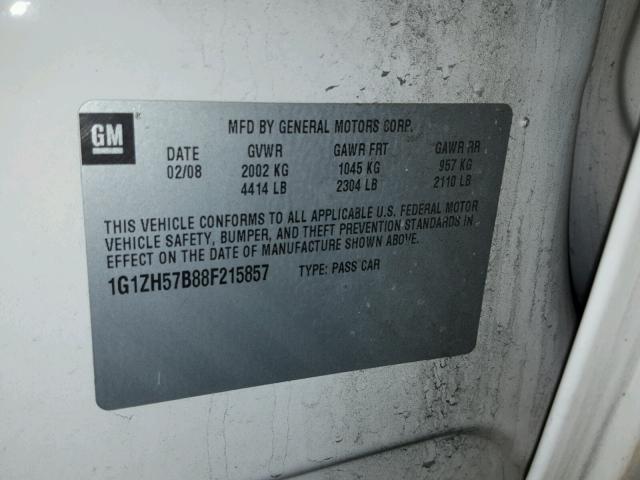 GM
MFD BY GENERAL MOTORS CORP.
DATE GVWR GAWR FRT GAWR RR
02/08 2002 KG 1045 KG 957 KG
4414 LB 2304 LB 2110 LB
THIS VEHICLE CONFORMS TO ALL APPLICABLE U.S. FEDERAL MOTOR
VEHICLE SAFETY, BUMPER, AND THEFT PREVENTION STANDARDS IN
EFFECT ON THE DATE OF MANUFACTURE SHOWN ABOVE.
1G1ZH57B88F215857 TYPE: PASS CAR